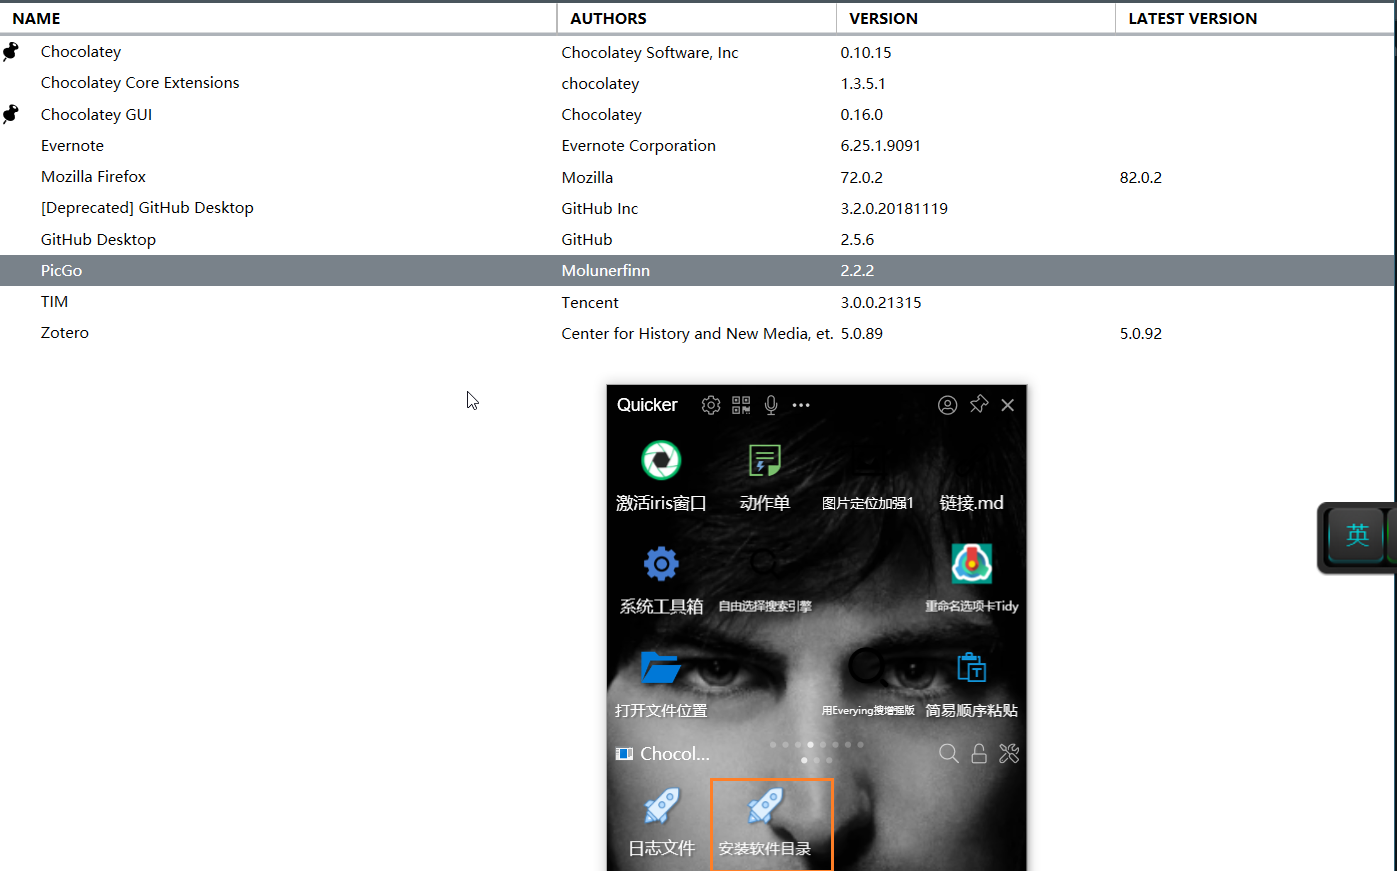 NAME AUTHORS VERSION LATEST VERSION
Chocolatey Chocolatey Software, Inc 0.10.15
Chocolatey Core Extensions chocolatey 1.3.5.1
Chocolatey GUI Chocolatey 0.16.0
Evernote Evernote Corporation 6.25.1.9091
Mozilla Firefox Mozilla 72.0.2 82.0.2
[Deprecated] GitHub Desktop GitHub Inc 3.2.0.20181119
GitHub Desktop GitHub 2.5.6
PicGo Molunerfinn 2.2.2
TIM Tencent 3.0.0.21315
Zotero Center for History and New Media, et. 5.0.89 5.0.92
Quicker
激活iris窗口 动作单 图片定位加强1 链接.md
英
系统工具箱 自由选择搜索引擎 重命名选项卡Tidy
打开文件位置 用Everying搜增强版 简易顺序粘贴
Chocol...
日志文件 安装软件目录